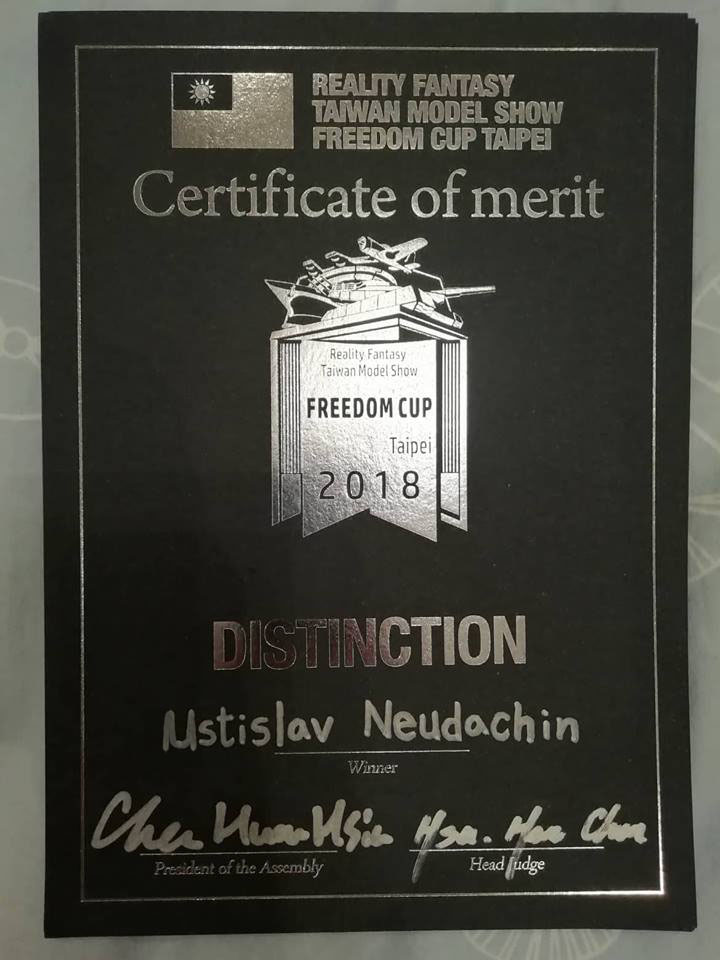 REALITY FANTASY
TAIWAN MODEL SHOW
FREEDOM CUP TAIPEI
Certificate of merit
Reality Fantasy
Taiwan Model Show
FREEDOM CUP
Taipei
2018
DISTINCTION
Mstislav Neudachin
Winner
President of the Assembly
Head Judge